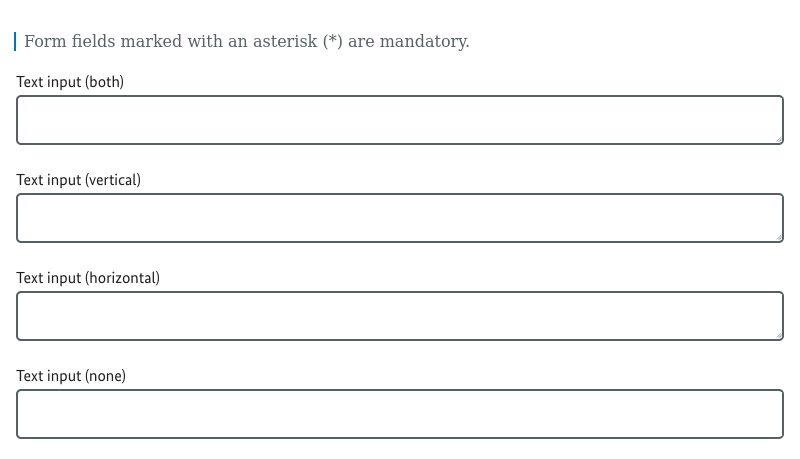 Form fields marked with an asterisk (*) are mandatory.
Text input (both)
Text input (vertical)
Text input (horizontal)
Text input (none)